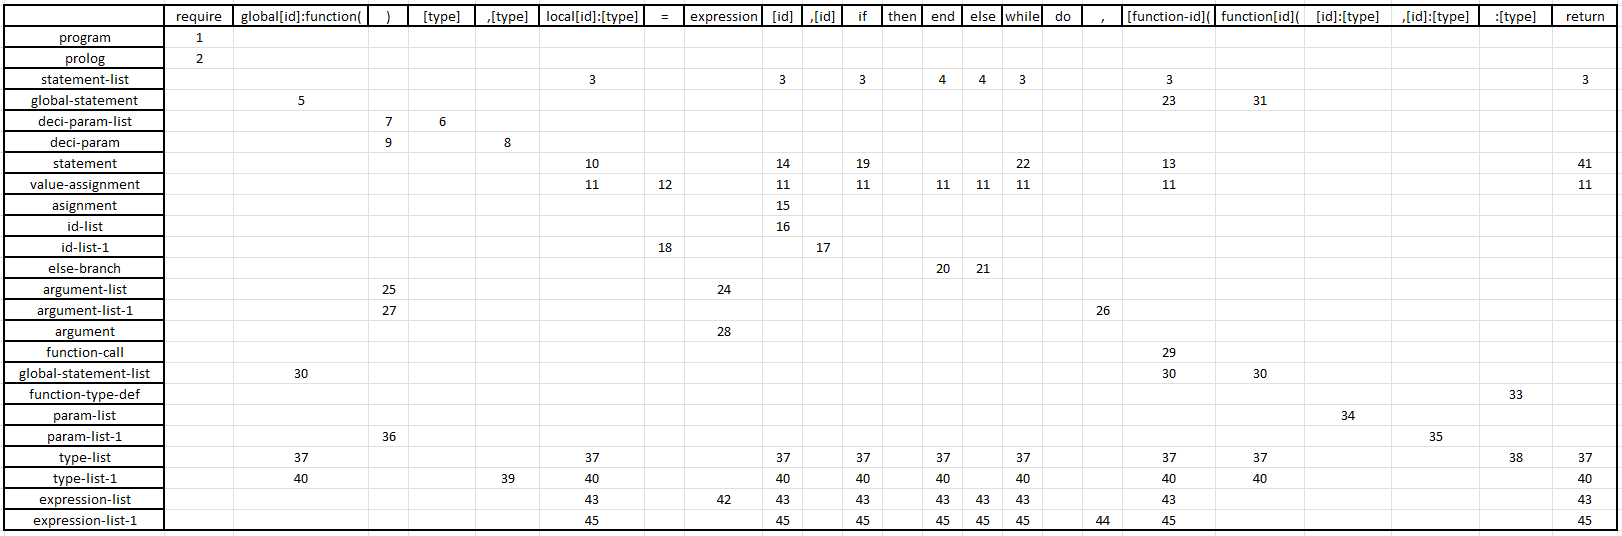 require global[id]:function( ) [type] ,[type] local[id]:[type] = expression [id] ,[id] if then end else while do , [function-id]( function[id]( [id]:[type] ,[id]:[type] :[type] return
program 1
prolog 2
statement-list 3 3 3 4 4 3 3 3
global-statement 5 23 31
deci-param-list 7 6
deci-param 9 8
statement 10 14 19 22 13 41
value-assignment 11 12 11 11 11 11 11 11 11
asignment 15
id-list 16
id-list-1 18 17
else-branch 20 21
argument-list 25 24
argument-list-1 27 26
argument 28
function-call 29
global-statement-list 30 30 30
function-type-def 33
param-list 34
param-list-1 36 35
type-list 37 37 37 37 37 37 37 37 38 37
type-list-1 40 39 40 40 40 40 40 40 40 40
expression-list 43 42 43 43 43 43 43 43 43
expression-list-1 45 45 45 45 45 45 44 45 45